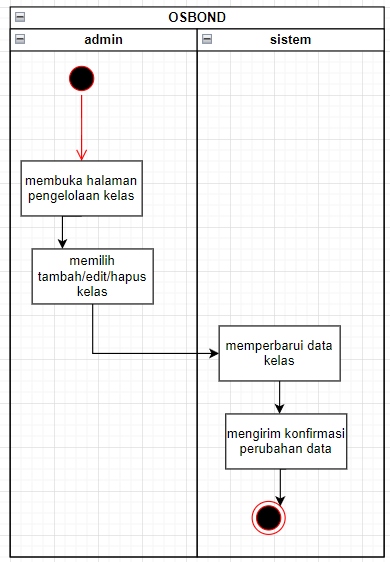 OSBOND
admin
sistem
membuka halaman
pengelolaan kelas
memilih
tambah/edit/hapus
kelas
memperbarui data
kelas
mengirim konfirmasi
perubahan data